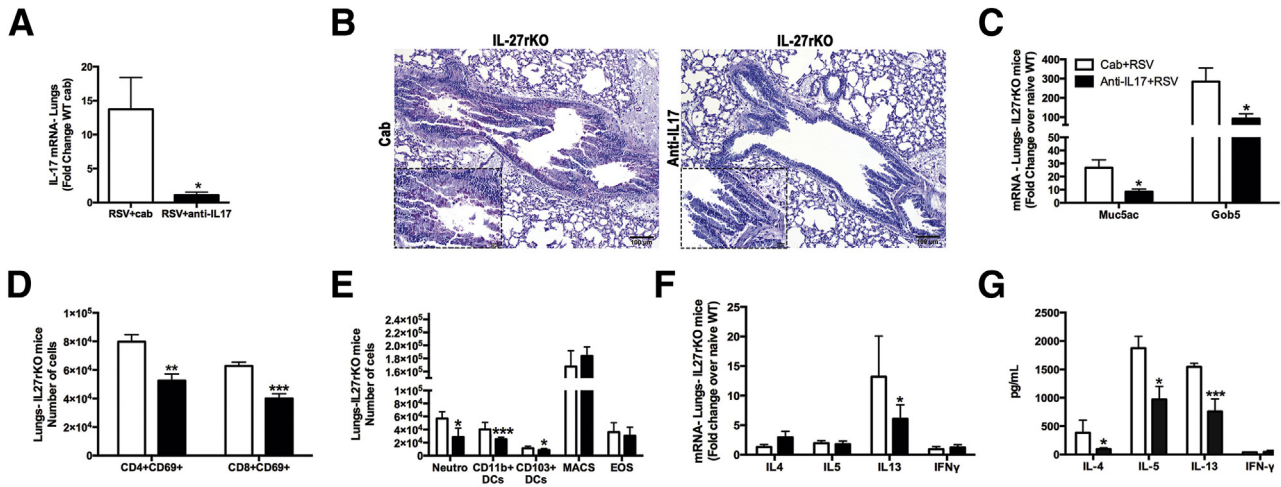 A
IL-17 mRNA- Lungs
(Fold Change WT cab)
20
15
10
5
0
*
RSV+cab
RSV+anti-IL17
B
IL-27rKO
IL-27rKO
Cab
Anti-IL17
100 µm
100 µm
C
mRNA - Lungs- IL27rKO mice
(Fold Change over naive WT)
Cab+RSV
Anti-IL17+RSV
400
300
200
100
50
40
30
20
10
0
*
*
Muc5ac
Gob5
D
Lungs- IL27rKO mice
Number of cells
1×10⁵
8×10⁴
6×10⁴
4×10⁴
2×10⁴
0
**
***
CD4+CD69+
CD8+CD69+
E
Lungs-IL27rKO mice
Number of cells
2.4×10⁵
2.2×10⁵
2.0×10⁵
1.8×10⁵
1.6×10⁵
1×10⁵
8×10⁴
6×10⁴
4×10⁴
2×10⁴
0
*
***
*
Neutro
CD11b+
DCs
CD103+
DCs
MACS
EOS
F
mRNA- Lungs- IL27rKO mice
(Fold change over naive WT)
25
20
15
10
5
0
*
IL4
IL5
IL13
IFNγ
G
pg/mL
2500
2000
1500
1000
500
0
*
*
***
IL-4
IL-5
IL-13
IFN-γ